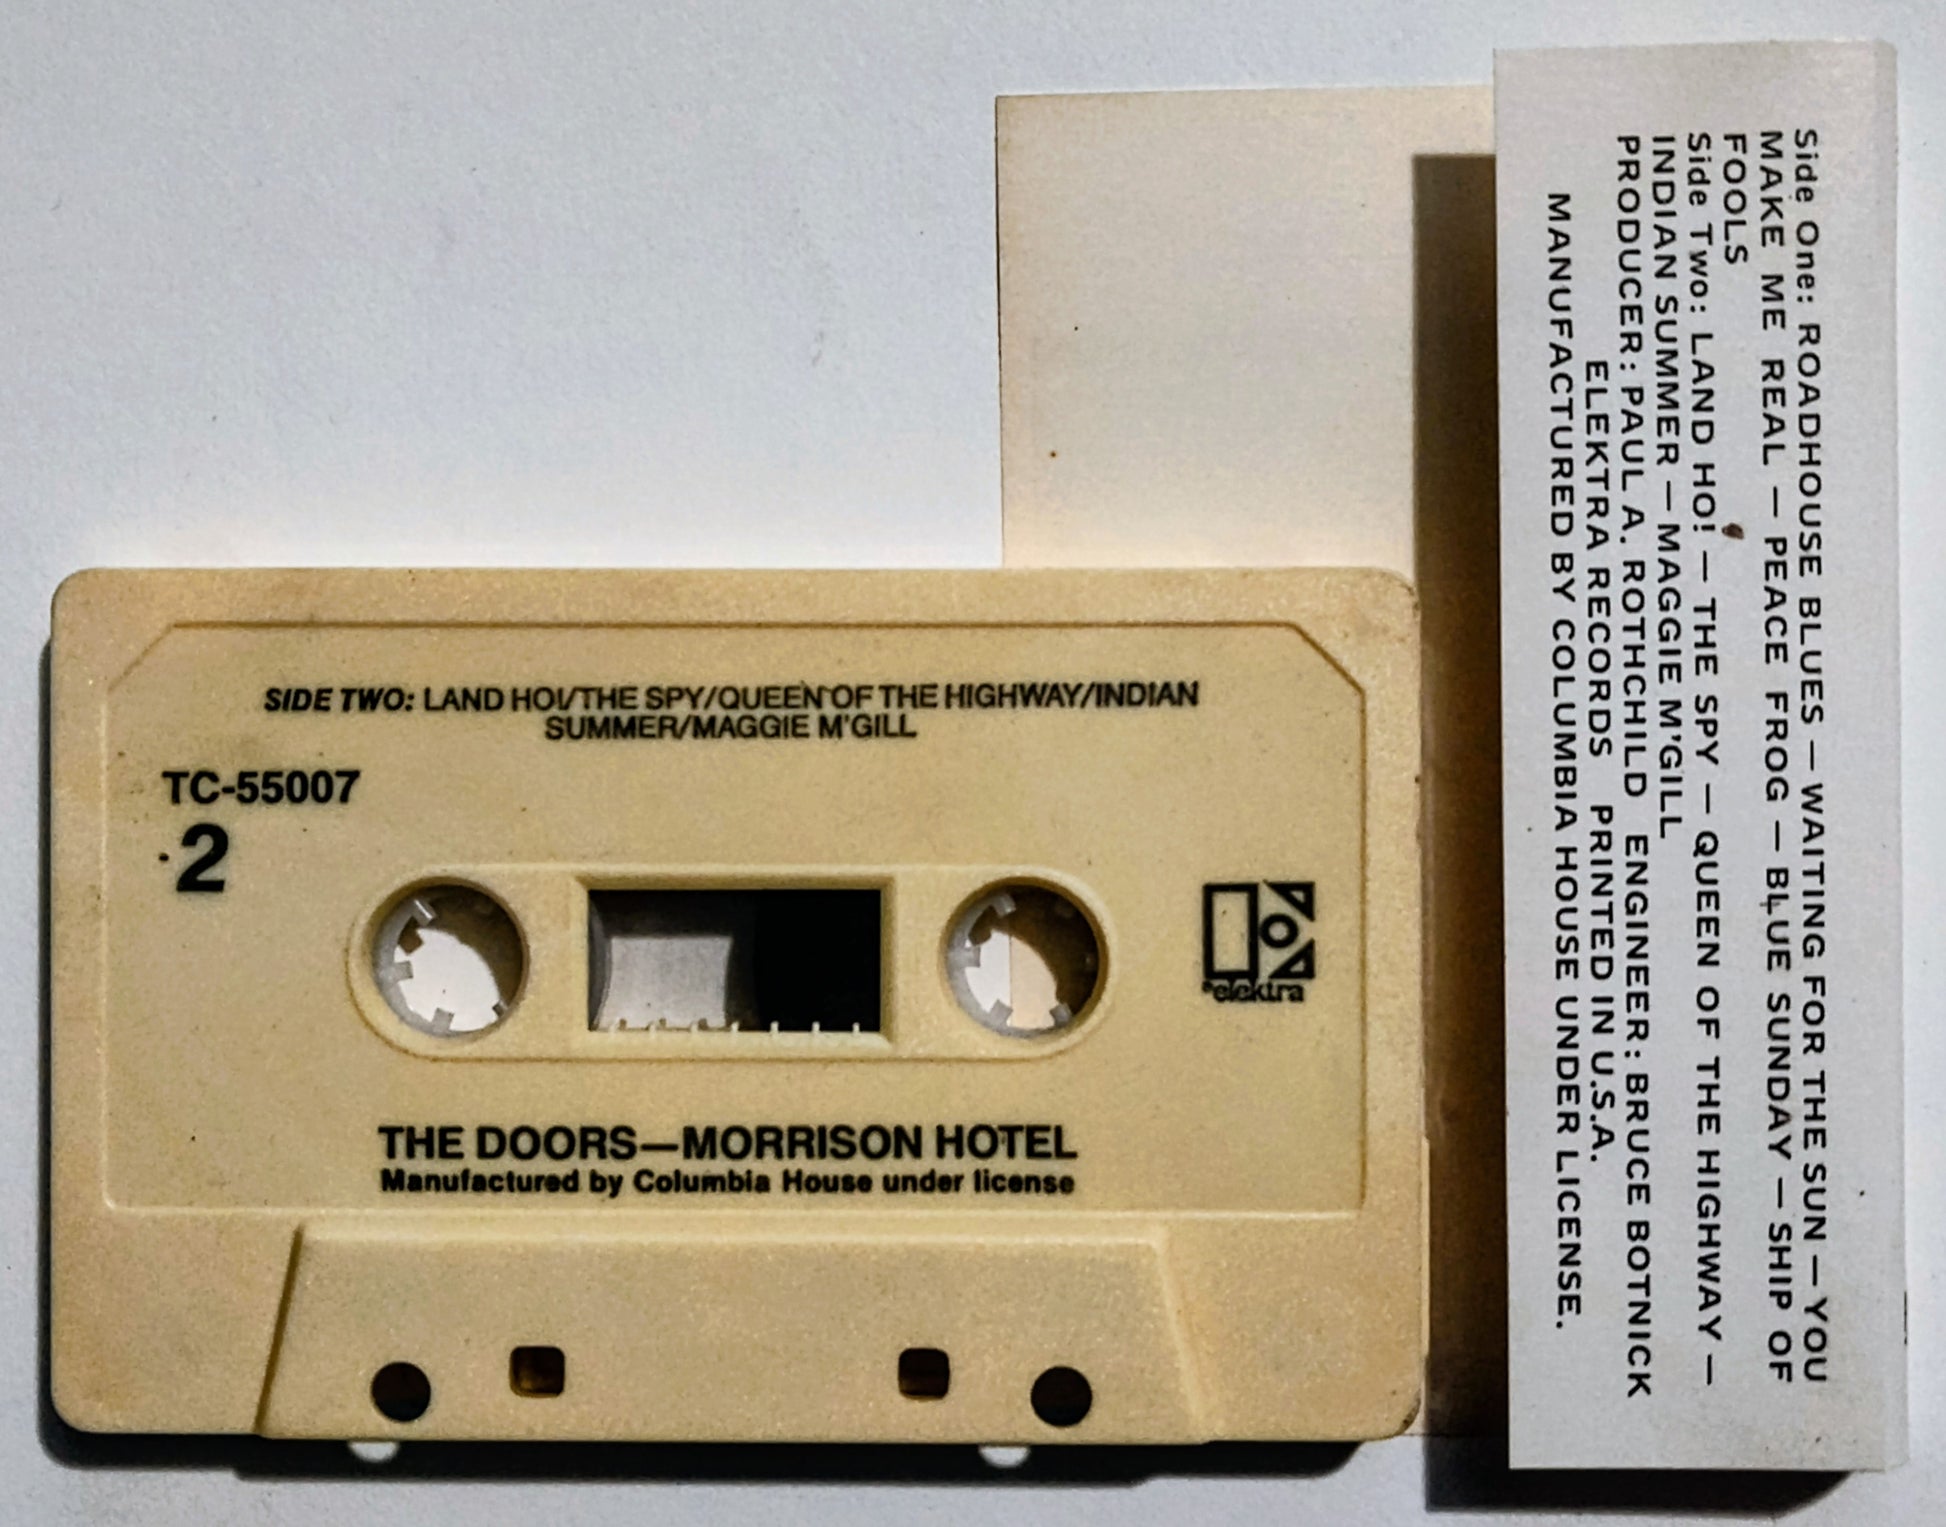 SIDE TWO: LAND HO!/THE SPY/QUEEN OF THE HIGHWAY/INDIAN
SUMMER/MAGGIE M'GILL
TC-55007
2
elektra
THE DOORS—MORRISON HOTEL
Manufactured by Columbia House under license
Side One: ROADHOUSE BLUES — WAITING FOR THE SUN — YOU
MAKE ME REAL — PEACE FROG — BLUE SUNDAY — SHIP OF
FOOLS
Side Two: LAND HO! — THE SPY — QUEEN OF THE HIGHWAY —
INDIAN SUMMER — MAGGIE M'GILL
PRODUCER: PAUL A. ROTHCHILD ENGINEER: BRUCE BOTNICK
ELEKTRA RECORDS PRINTED IN U.S.A.
MANUFACTURED BY COLUMBIA HOUSE UNDER LICENSE.